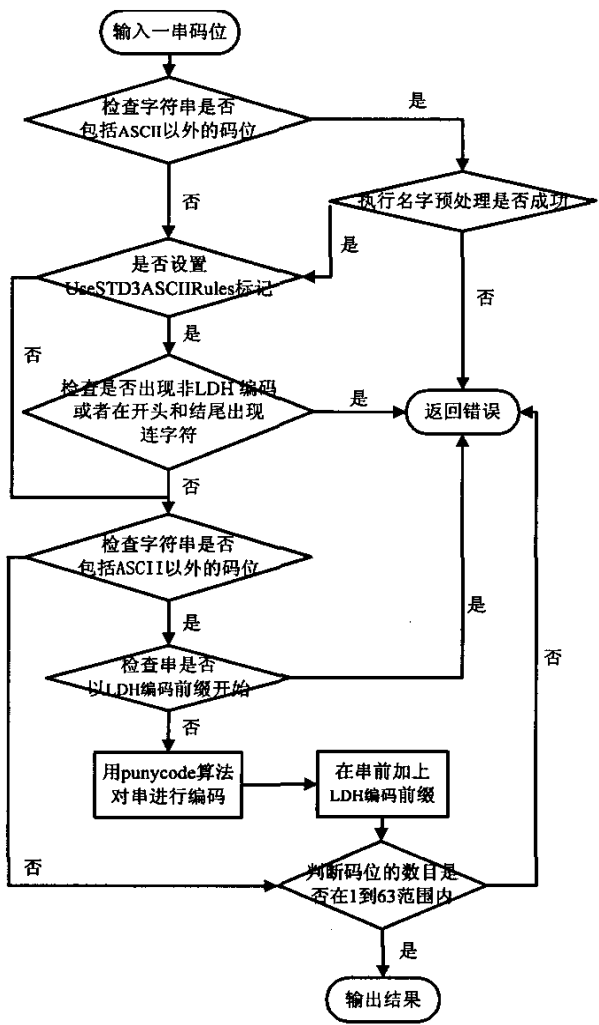 输入一串码位
检查字符串是否
包括ASCII以外的码位
是
否
执行名字预处理是否成功
是
是否设置
UseSTD3ASCIIRules标记
否
否
是
检查是否出现非LDH 编码
或者在开头和结尾出现
连字符
是
返回错误
否
检查字符串是否
包括ASCII以外的码位
是
是
检查串是否
以LDH编码前缀开始
否
否
用punycode算法
对串进行编码
在串前加上
LDH编码前缀
否
判断码位的数目是
否在1到63范围内
是
输出结果